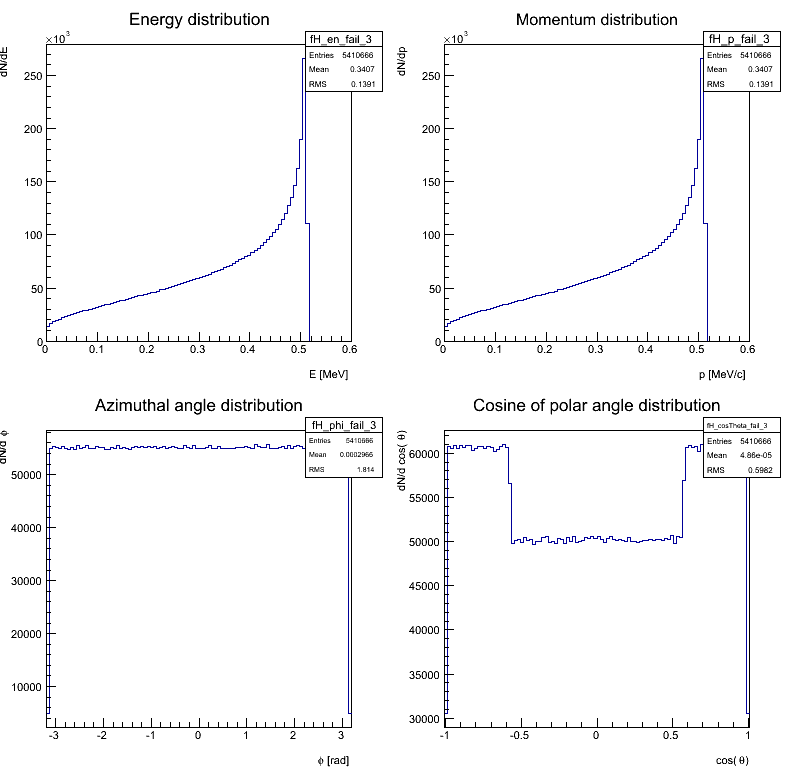 Energy distribution
×10³
dN/dE
fH_en_fail_3
Entries 5410666
Mean 0.3407
RMS 0.1391
250
200
150
100
50
0
0 0.1 0.2 0.3 0.4 0.5 0.6
E [MeV]
Momentum distribution
×10³
dN/dp
fH_p_fail_3
Entries 5410666
Mean 0.3407
RMS 0.1391
250
200
150
100
50
0
0 0.1 0.2 0.3 0.4 0.5 0.6
p [MeV/c]
Azimuthal angle distribution
dN/d ϕ
fH_phi_fail_3
Entries 5410666
Mean 0.0002966
RMS 1.814
50000
40000
30000
20000
10000
-3 -2 -1 0 1 2 3
ϕ [rad]
Cosine of polar angle distribution
dN/d cos( θ)
fH_cosTheta_fail_3
Entries 5410666
Mean 4.86e-05
RMS 0.5982
60000
55000
50000
45000
40000
35000
30000
-1 -0.5 0 0.5 1
cos( θ)